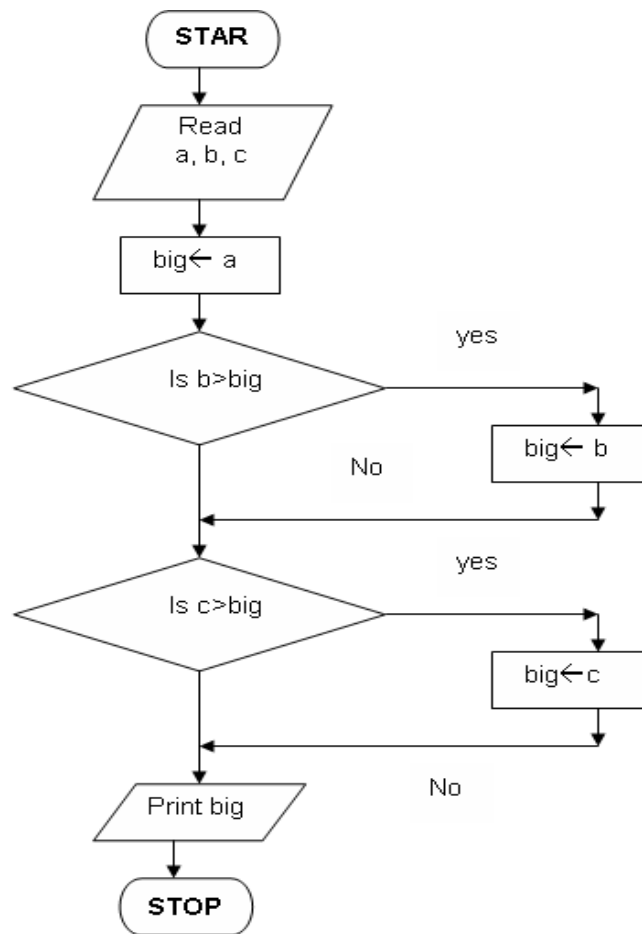 STAR
Read
a, b, c
big← a
yes
Is b>big
big← b
No
yes
Is c>big
big←c
No
Print big
STOP